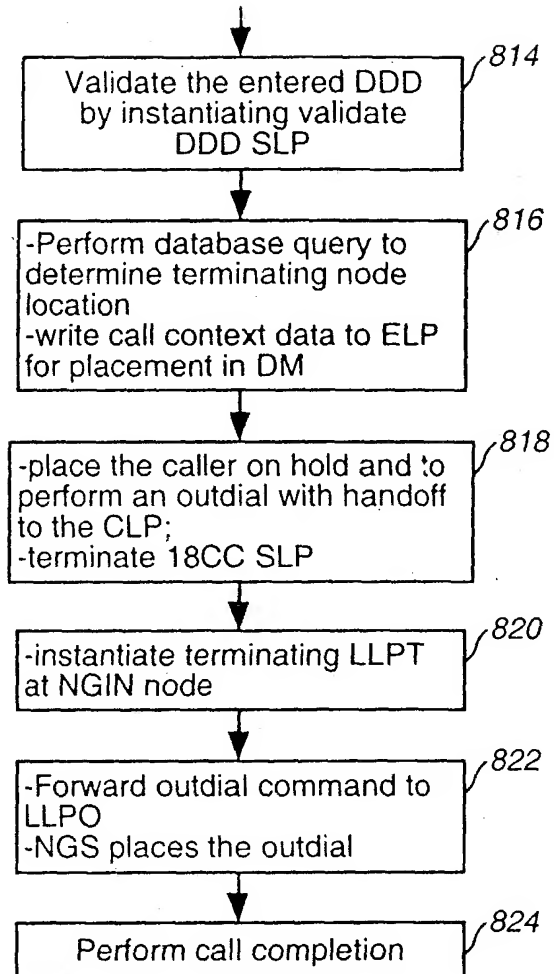 814
Validate the entered DDD
by instantiating validate
DDD SLP
816
-Perform database query to
determine terminating node
location
-write call context data to ELP
for placement in DM
818
-place the caller on hold and to
perform an outdial with handoff
to the CLP;
-terminate 18CC SLP
820
-instantiate terminating LLPT
at NGIN node
822
-Forward outdial command to
LLPO
-NGS places the outdial
824
Perform call completion